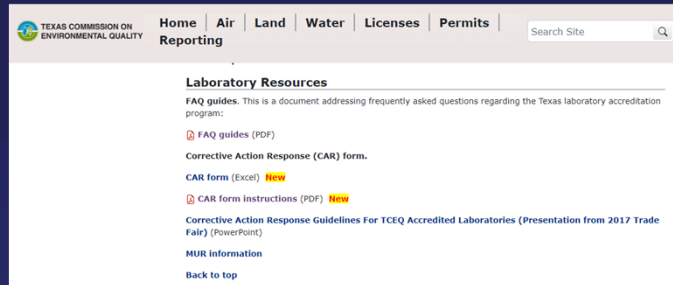 TEXAS COMMISSION ON
ENVIRONMENTAL QUALITY
Home | Air | Land | Water | Licenses | Permits |
Reporting
Search Site
Laboratory Resources
FAQ guides. This is a document addressing frequently asked questions regarding the Texas laboratory accreditation
program:
FAQ guides (PDF)
Corrective Action Response (CAR) form.
CAR form (Excel) New
CAR form instructions (PDF) New
Corrective Action Response Guidelines For TCEQ Accredited Laboratories (Presentation from 2017 Trade
Fair) (PowerPoint)
MUR information
Back to top